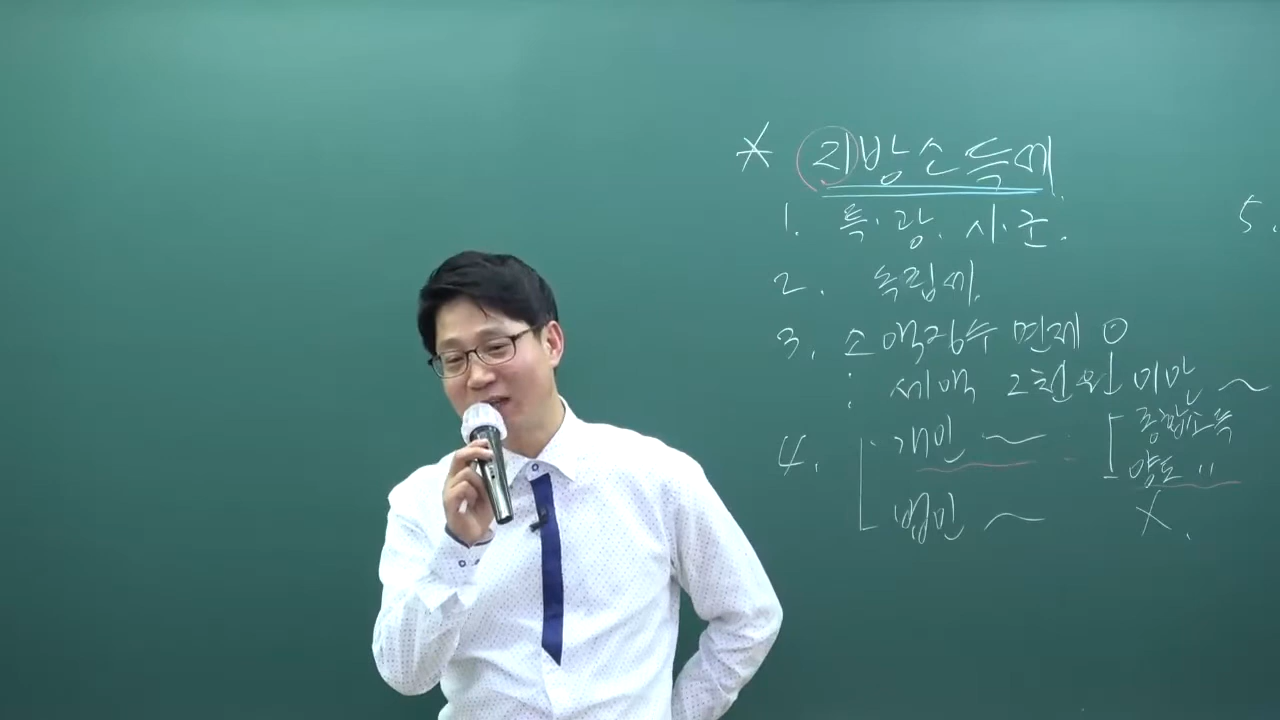 * 지방소득세
1. 특·광, 시·군.
2. 독립세.
3. 소액징수 면제 O
: 세액 2천원 미만 ~
4. 개인 ~ 종합소득
양도 "
법인 ~ X.
5.